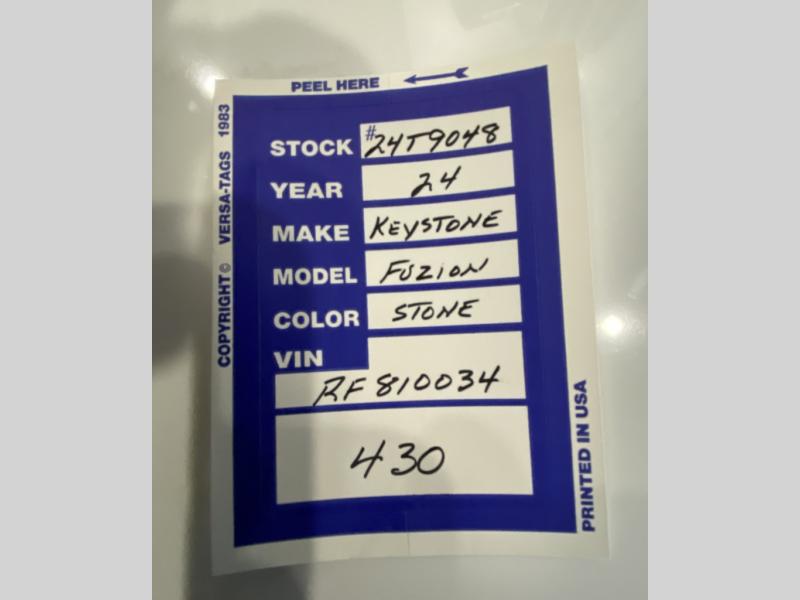 PEEL HERE
COPYRIGHT © VERSA-TAGS 1983
STOCK #24T9048
YEAR 24
MAKE KEYSTONE
MODEL FUZION
COLOR STONE
VIN
RF810034
430
PRINTED IN USA